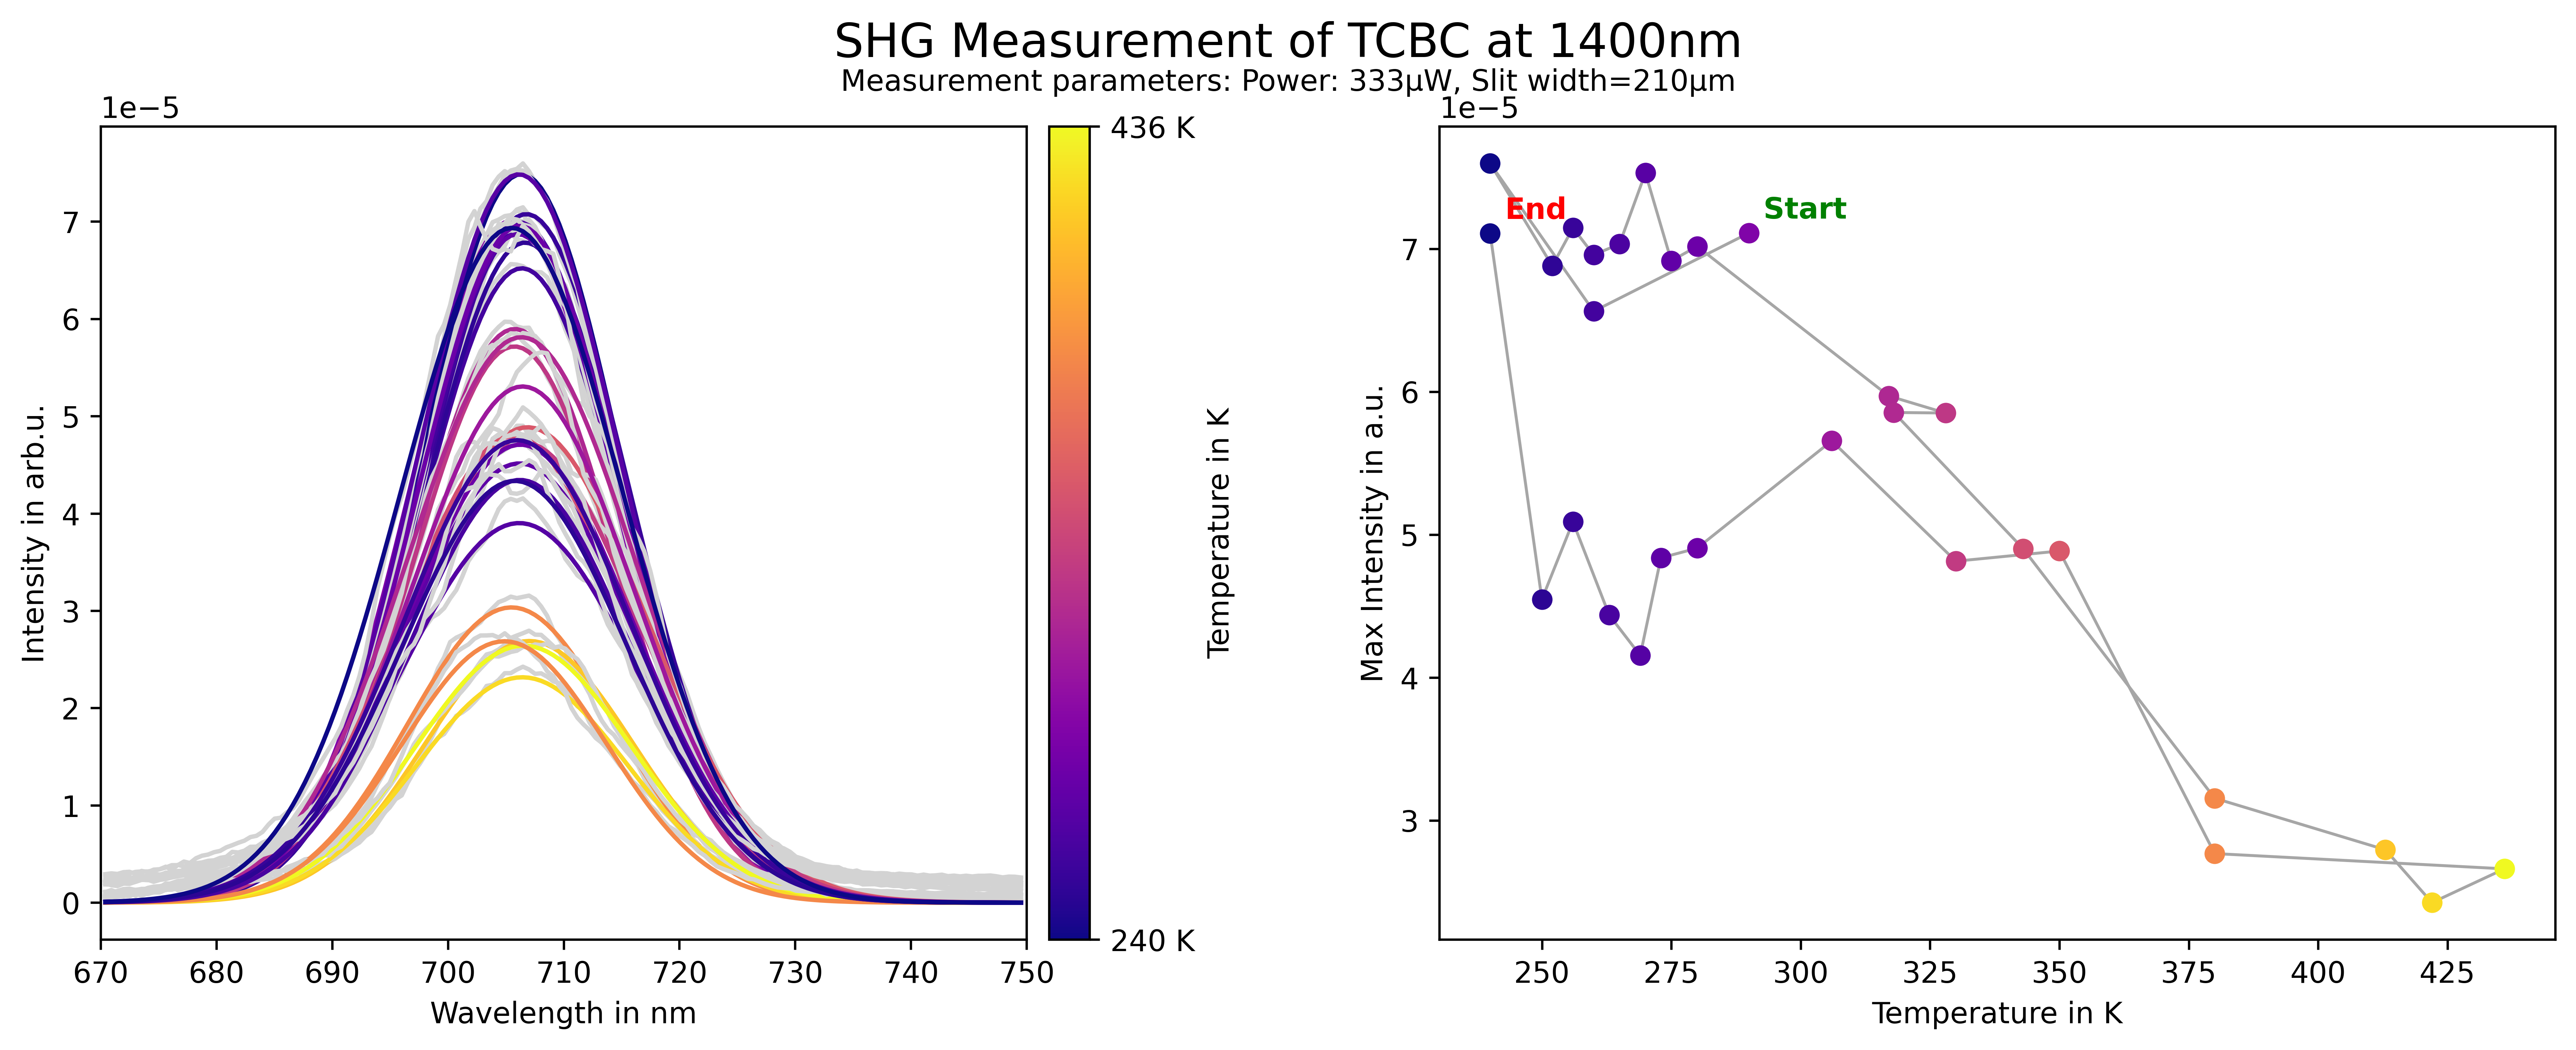 SHG Measurement of TCBC at 1400nm
Measurement parameters: Power: 333μW, Slit width=210μm
1e−5
7
6
5
4
3
2
1
0
670 680 690 700 710 720 730 740 750
Intensity in arb.u.
Wavelength in nm
436 K
240 K
Temperature in K
1e−5
End
Start
7
6
5
4
3
250 275 300 325 350 375 400 425
Max Intensity in a.u.
Temperature in K